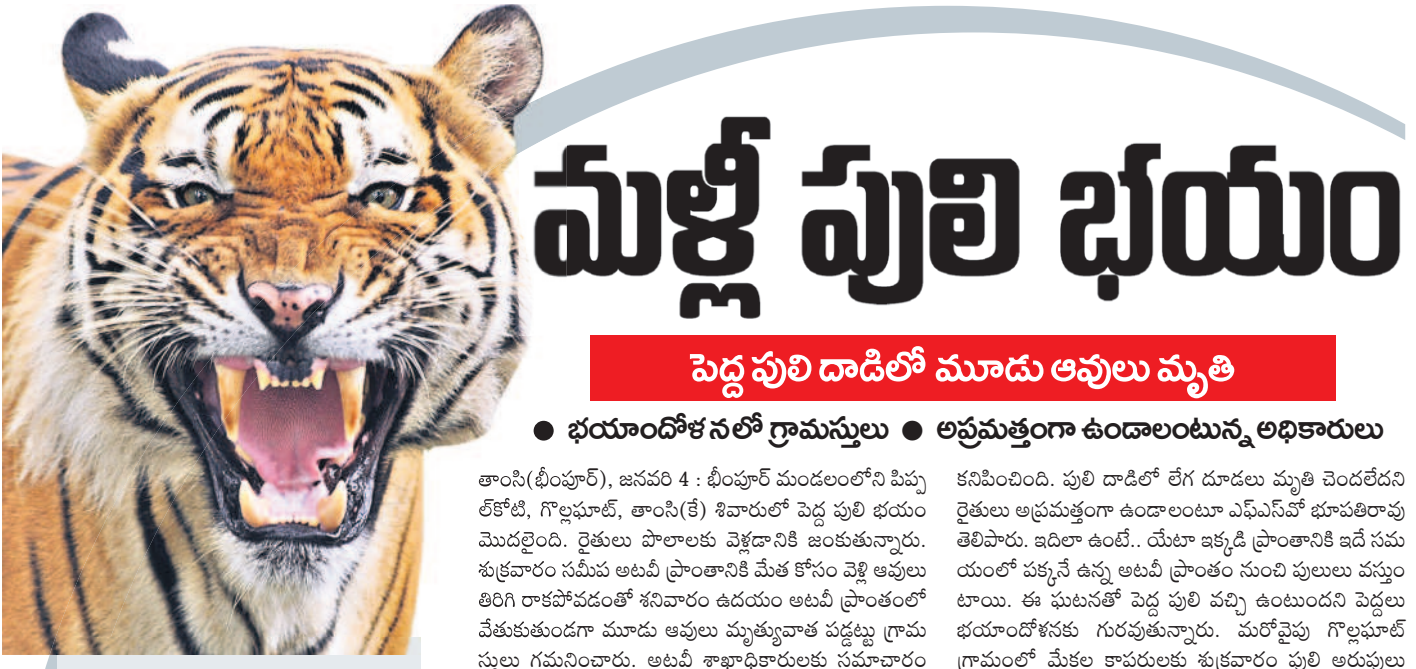 మళ్లీ పులి భయం
పెద్ద పులి దాడిలో మూడు ఆవులు మృతి
● భయాందోళనలో గ్రామస్తులు ● అప్రమత్తంగా ఉండాలంటున్న అధికారులు
తాంసి(భీంపూర్), జనవరి 4 : భీంపూర్ మండలంలోని పిప్ప
ల్‌కోటి, గొల్లఘాట్, తాంసి(కే) శివారులో పెద్ద పులి భయం
మొదలైంది. రైతులు పొలాలకు వెళ్లడానికి జంకుతున్నారు.
శుక్రవారం సమీప అటవీ ప్రాంతానికి మేత కోసం వెళ్లి ఆవులు
తిరిగి రాకపోవడంతో శనివారం ఉదయం అటవీ ప్రాంతంలో
వేతుకుతుండగా మూడు ఆవులు మృత్యువాత పడ్డట్టు గ్రామ
స్తులు గమనించారు. అటవీ శాఖాధికారులకు సమాచారం
కనిపించింది. పులి దాడిలో లేగ దూడలు మృతి చెందలేదని
రైతులు అప్రమత్తంగా ఉండాలంటూ ఎఫ్ఎస్‌వో భూపతిరావు
తెలిపారు. ఇదిలా ఉంటే.. యేటా ఇక్కడి ప్రాంతానికి ఇదే సమ
యంలో పక్కనే ఉన్న అటవీ ప్రాంతం నుంచి పులులు వస్తుం
టాయి. ఈ ఘటనతో పెద్ద పులి వచ్చి ఉంటుందని పెద్దలు
భయాందోళనకు గురవుతున్నారు. మరోవైపు గొల్లఘాట్
గ్రామంలో మేకల కాపరులకు శుక్రవారం పులి అరుపులు